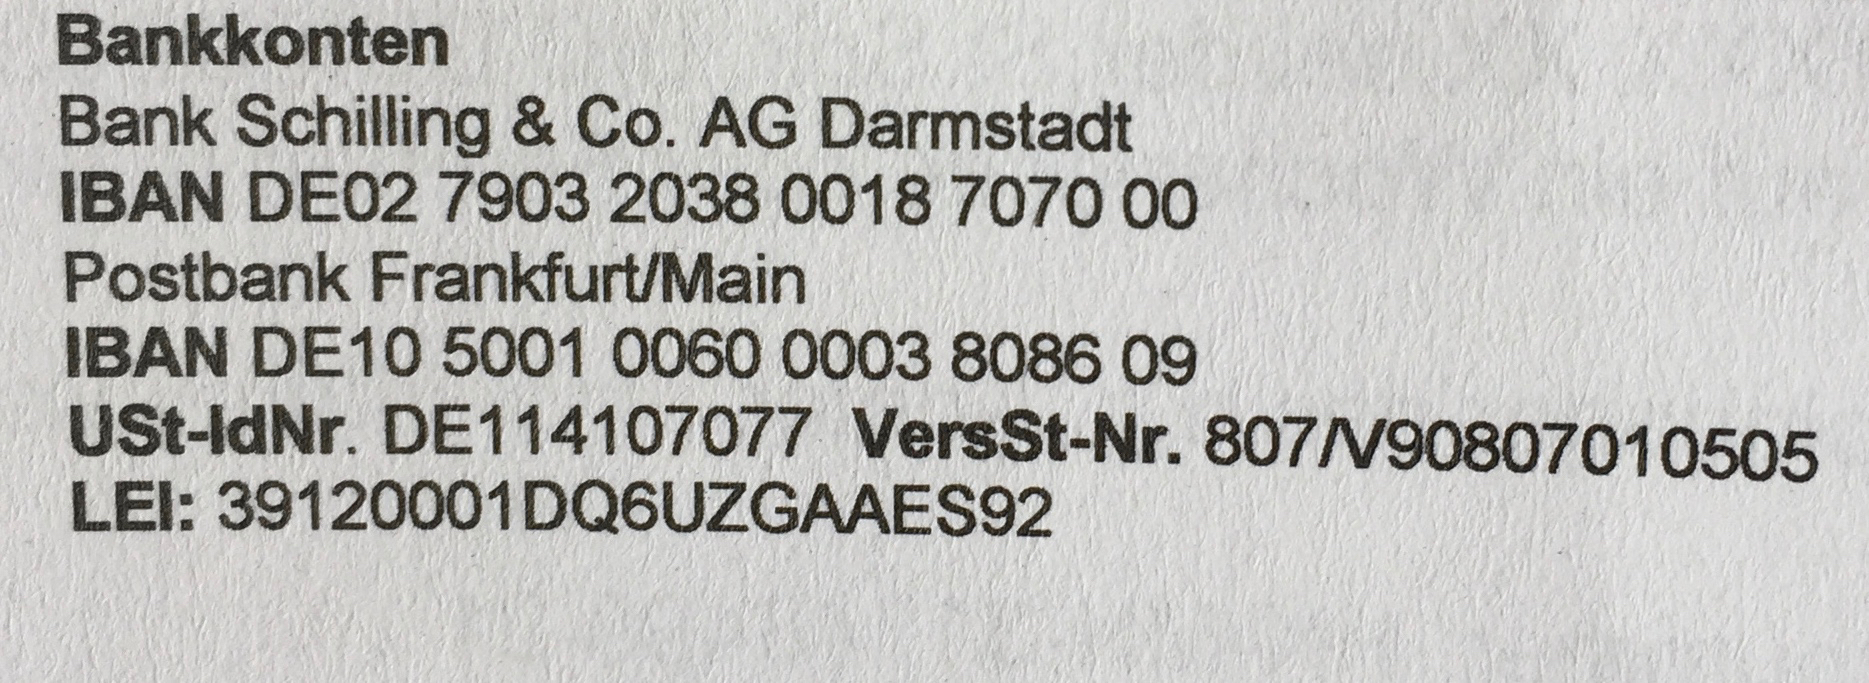 Bankkonten
Bank Schilling & Co. AG Darmstadt
IBAN DE02 7903 2038 0018 7070 00
Postbank Frankfurt/Main
IBAN DE10 5001 0060 0003 8086 09
USt-IdNr. DE114107077 VersSt-Nr. 807/V90807010505
LEI: 39120001DQ6UZGAAES92